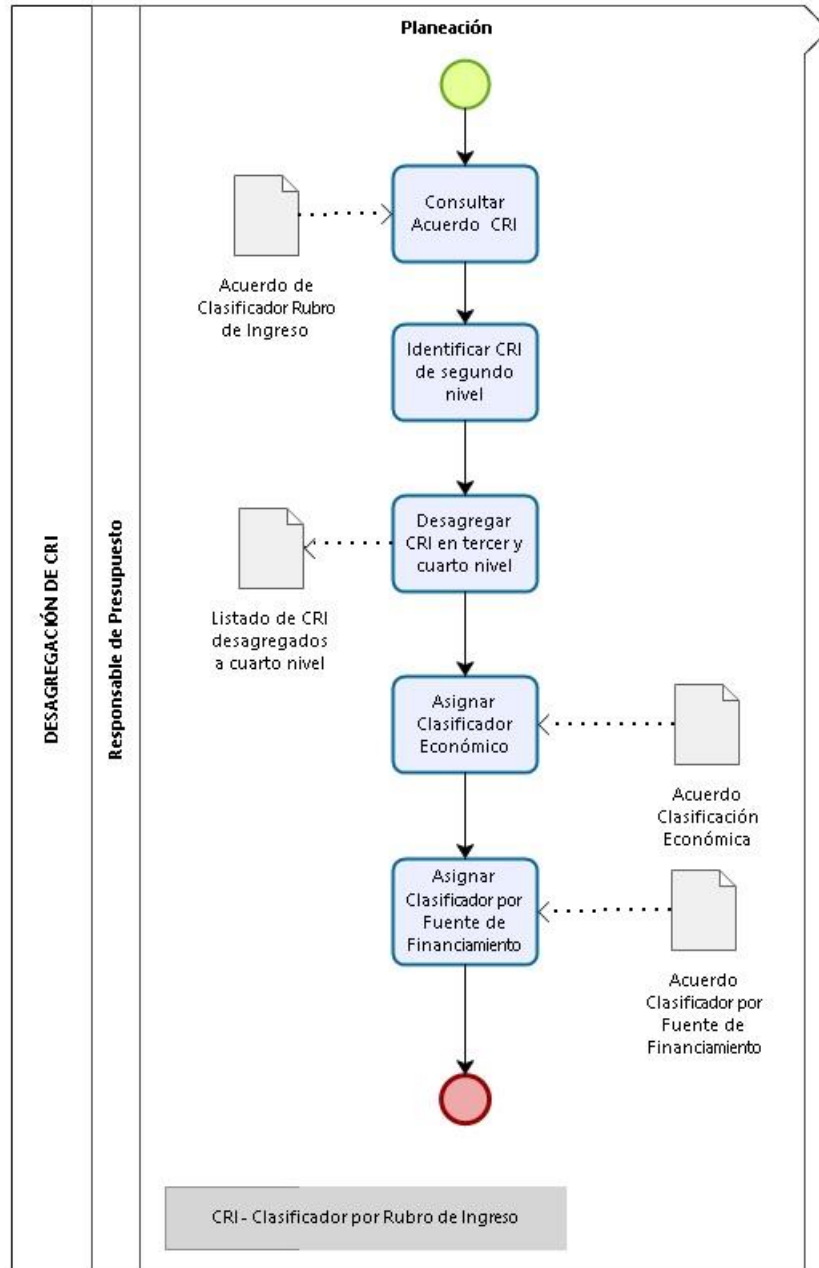 Planeación
DESAGREGACIÓN DE CRI
Responsable de Presupuesto
Consultar
Acuerdo CRI
Acuerdo de
Clasificador Rubro
de Ingreso
Identificar CRI
de segundo
nivel
Desagregar
CRI en tercer y
cuarto nivel
Listado de CRI
desagregados
a cuarto nivel
Asignar
Clasificador
Económico
Acuerdo
Clasificación
Económica
Asignar
Clasificador por
Fuente de
Financiamiento
Acuerdo
Clasificador por
Fuente de
Financiamiento
CRI - Clasificador por Rubro de Ingreso